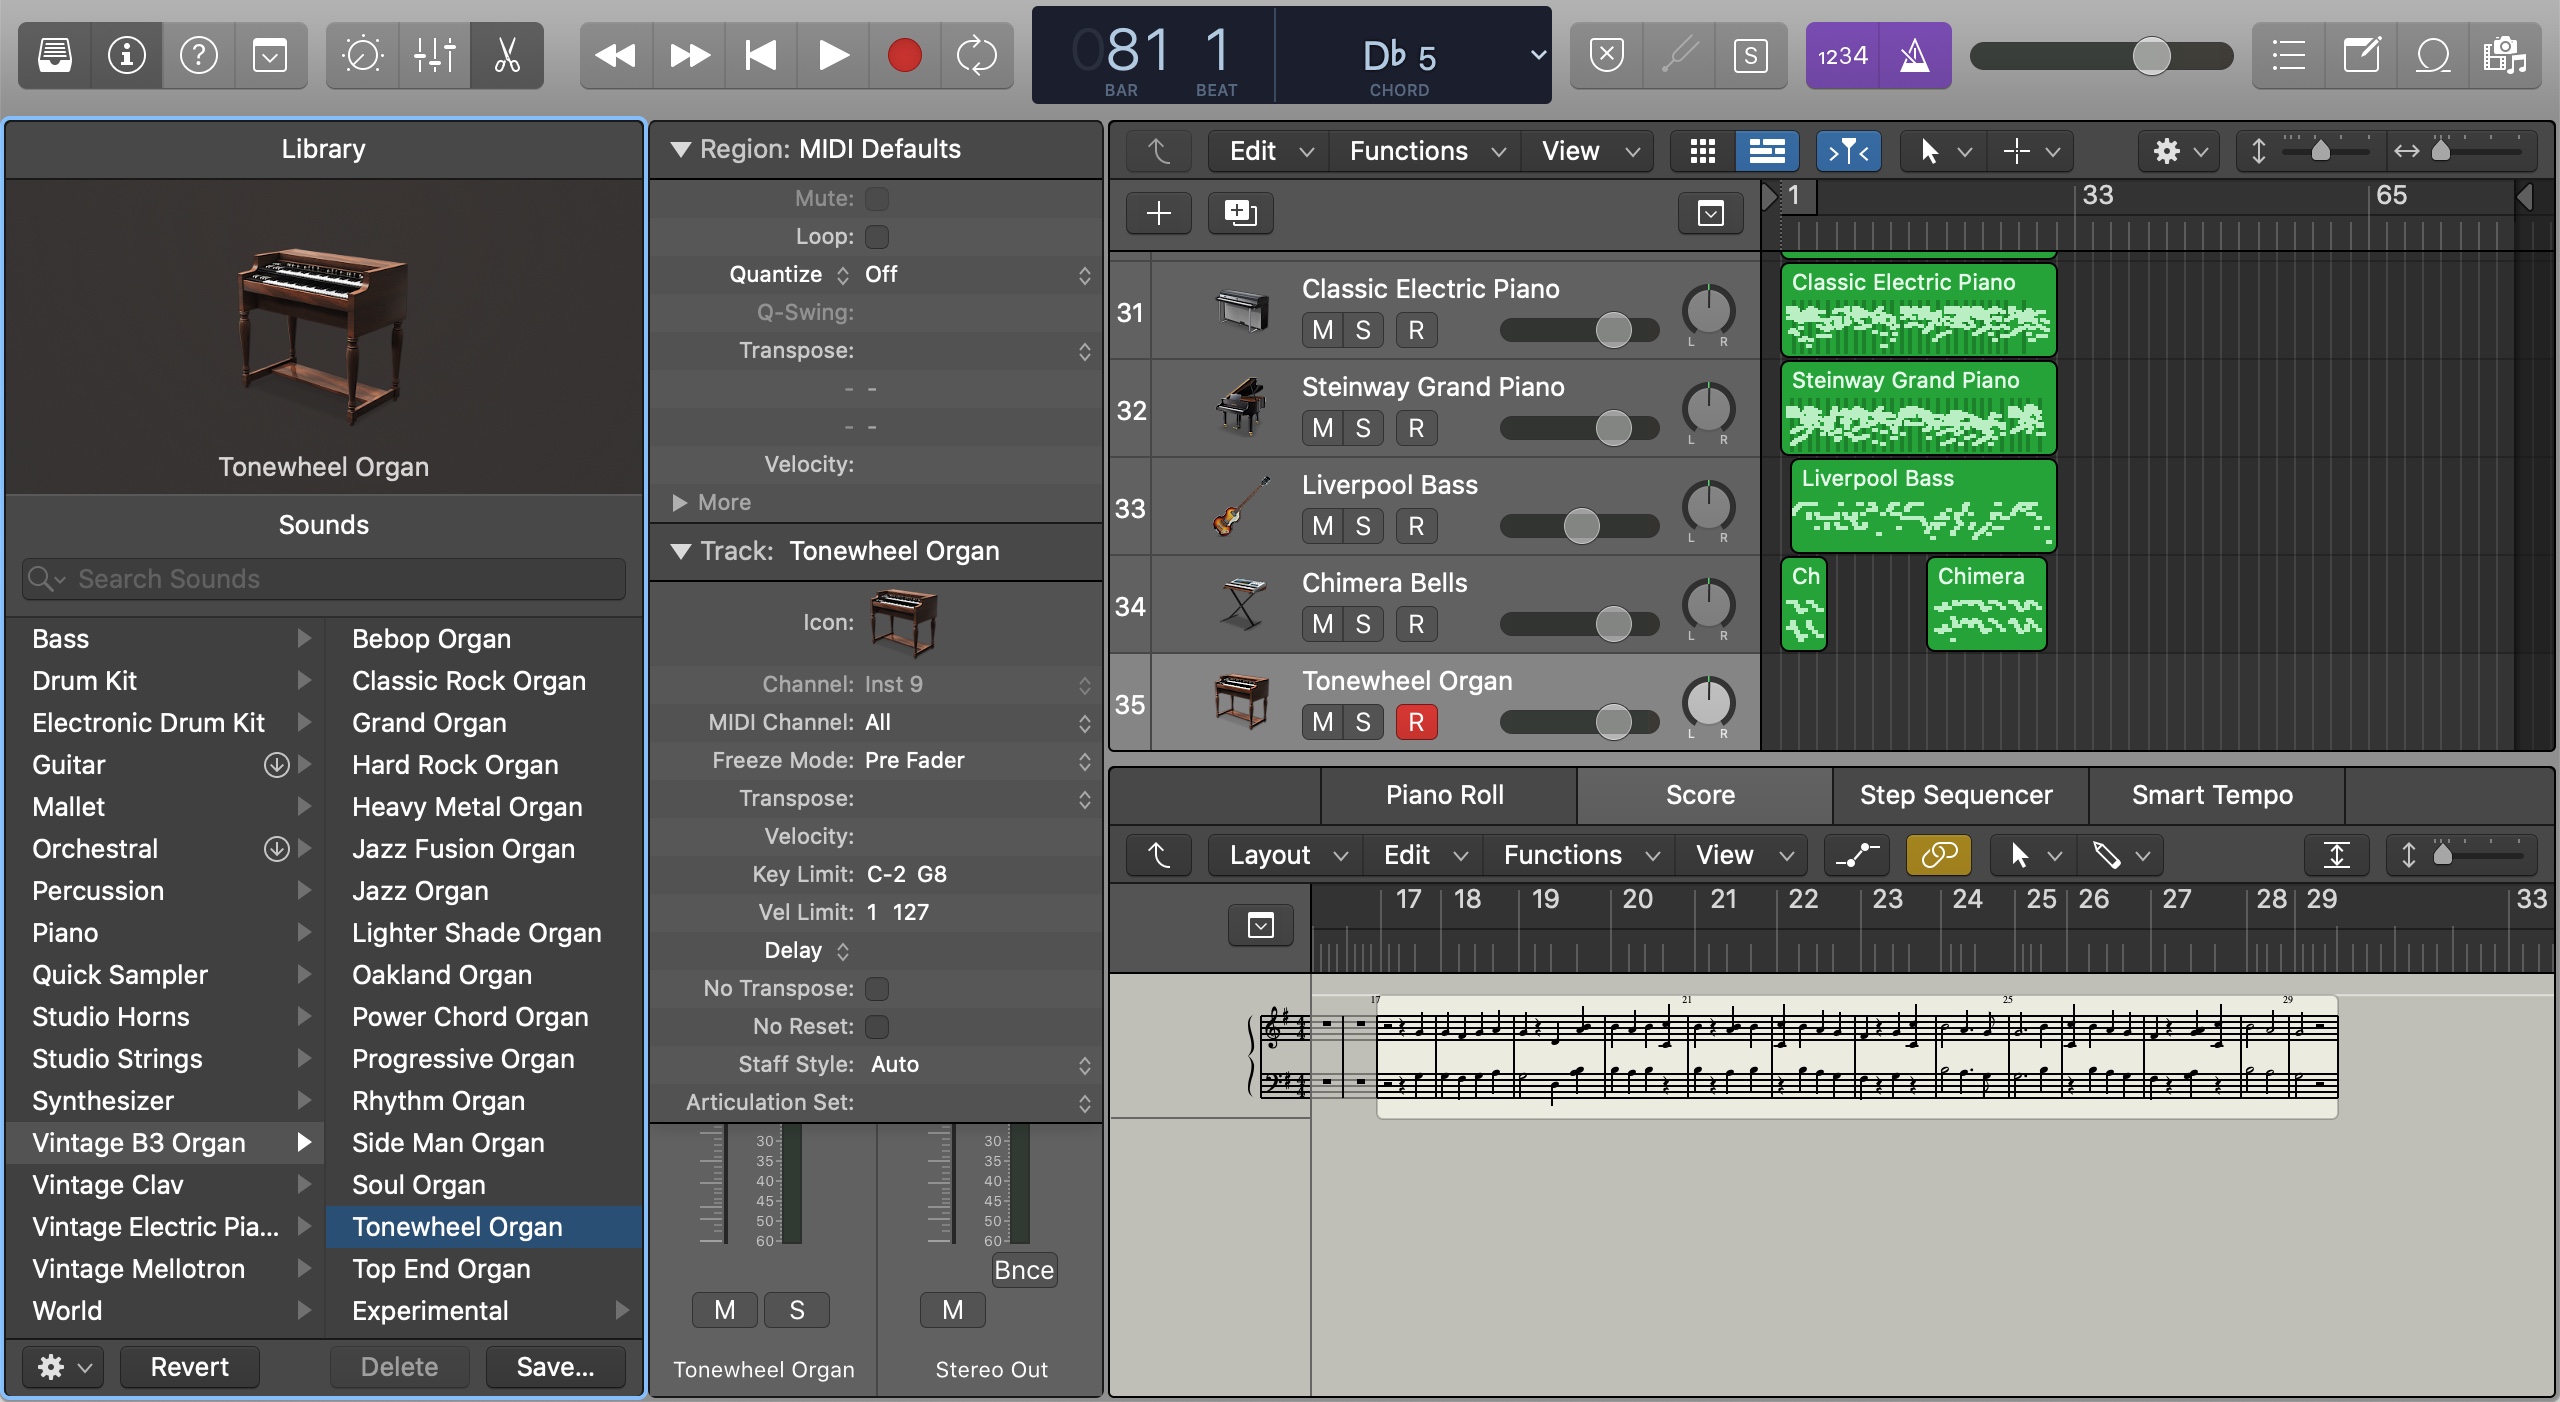 081 1
BAR BEAT
D♭ 5
CHORD
S
1234
Library
Tonewheel Organ
Sounds
Search Sounds
Bass
Drum Kit
Electronic Drum Kit
Guitar
Mallet
Orchestral
Percussion
Piano
Quick Sampler
Studio Horns
Studio Strings
Synthesizer
Vintage B3 Organ
Vintage Clav
Vintage Electric Pia...
Vintage Mellotron
World
Bebop Organ
Classic Rock Organ
Grand Organ
Hard Rock Organ
Heavy Metal Organ
Jazz Fusion Organ
Jazz Organ
Lighter Shade Organ
Oakland Organ
Power Chord Organ
Progressive Organ
Rhythm Organ
Side Man Organ
Soul Organ
Tonewheel Organ
Top End Organ
Experimental
Revert Delete Save...
Region: MIDI Defaults
Mute:
Loop:
Quantize Off
Q-Swing:
Transpose:
- -
- -
Velocity:
More
Track: Tonewheel Organ
Icon:
Channel: Inst 9
MIDI Channel: All
Freeze Mode: Pre Fader
Transpose:
Velocity:
Key Limit: C-2 G8
Vel Limit: 1 127
Delay
No Transpose:
No Reset:
Staff Style: Auto
Articulation Set:
30 30
35 35
40 40
45 45
50 50
60 60
Bnce
M S M
Tonewheel Organ Stereo Out
Edit Functions View
1 33 65
31 Classic Electric Piano
M S R L R
Classic Electric Piano
32 Steinway Grand Piano
M S R L R
Steinway Grand Piano
33 Liverpool Bass
M S R L R
Liverpool Bass
34 Chimera Bells
M S R L R
Ch Chimera
35 Tonewheel Organ
M S R L R
Piano Roll Score Step Sequencer Smart Tempo
Layout Edit Functions View
17 18 19 20 21 22 23 24 25 26 27 28 29 33
17 21 25 29